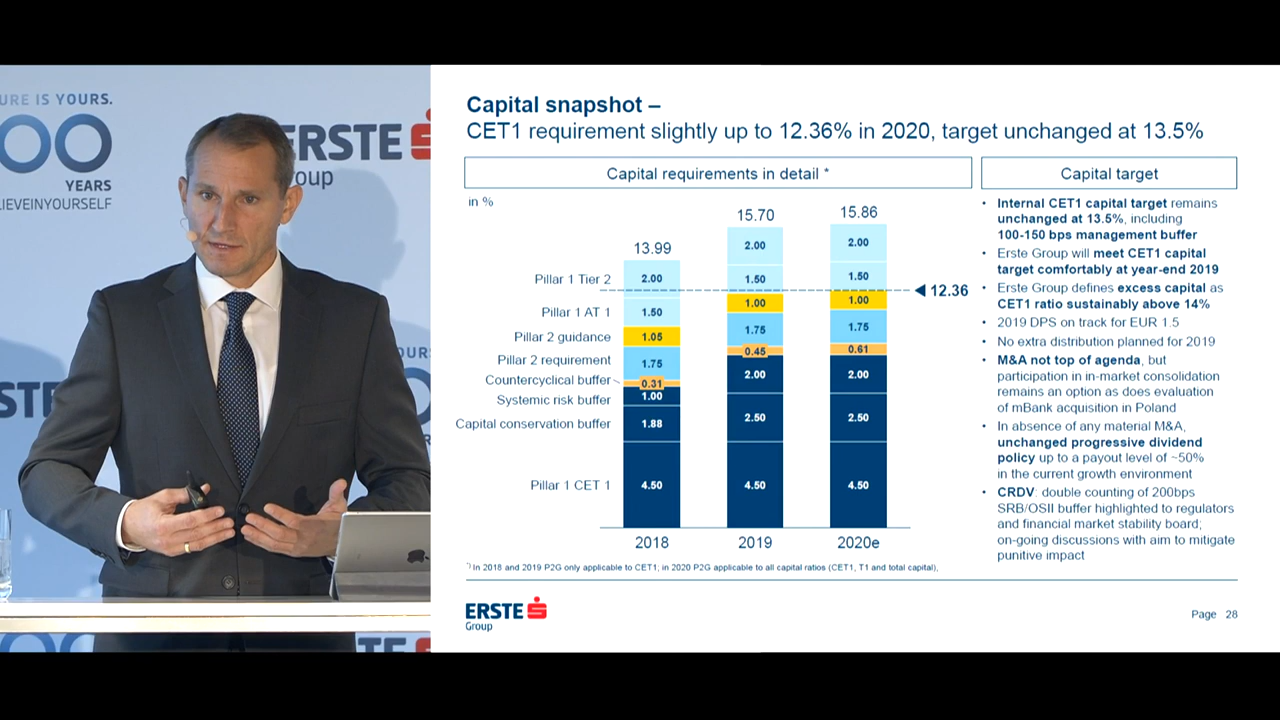 URE IS YOURS.
00
YEARS
LIEVEINYOURSELF
ERSTE
oup
STE
OURS
TE
Capital snapshot –
CET1 requirement slightly up to 12.36% in 2020, target unchanged at 13.5%
Capital requirements in detail *
in %
13.99
15.70
15.86
Pillar 1 Tier 2
2.00
2.00
2.00
Pillar 1 AT 1
1.50
1.50
1.50
12.36
Pillar 2 guidance
1.05
1.00
1.00
Pillar 2 requirement
1.75
1.75
1.75
Countercyclical buffer
0.31
0.45
0.61
Systemic risk buffer
1.00
2.00
2.00
Capital conservation buffer
1.88
2.50
2.50
Pillar 1 CET 1
4.50
4.50
4.50
2018
2019
2020e
*) In 2018 and 2019 P2G only applicable to CET1; in 2020 P2G applicable to all capital ratios (CET1, T1 and total capital),
Capital target
• Internal CET1 capital target remains
unchanged at 13.5%, including
100-150 bps management buffer
• Erste Group will meet CET1 capital
target comfortably at year-end 2019
• Erste Group defines excess capital as
CET1 ratio sustainably above 14%
• 2019 DPS on track for EUR 1.5
• No extra distribution planned for 2019
• M&A not top of agenda, but
participation in in-market consolidation
remains an option as does evaluation
of mBank acquisition in Poland
• In absence of any material M&A,
unchanged progressive dividend
policy up to a payout level of ~50%
in the current growth environment
• CRDV: double counting of 200bps
SRB/OSII buffer highlighted to regulators
and financial market stability board;
on-going discussions with aim to mitigate
punitive impact
ERSTE
Group
Page 28